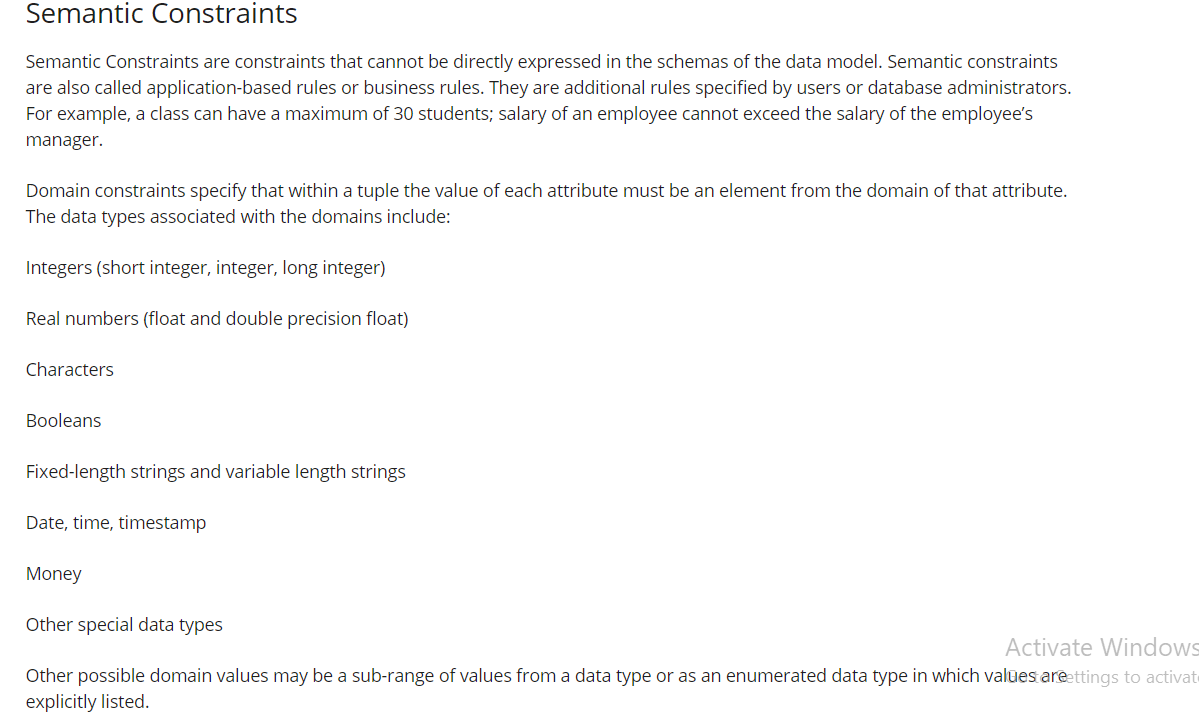 Semantic Constraints
Semantic Constraints are constraints that cannot be directly expressed in the schemas of the data model. Semantic constraints
are also called application-based rules or business rules. They are additional rules specified by users or database administrators.
For example, a class can have a maximum of 30 students; salary of an employee cannot exceed the salary of the employee’s
manager.
Domain constraints specify that within a tuple the value of each attribute must be an element from the domain of that attribute.
The data types associated with the domains include:
Integers (short integer, integer, long integer)
Real numbers (float and double precision float)
Characters
Booleans
Fixed-length strings and variable length strings
Date, time, timestamp
Money
Other special data types
Activate Windows
Other possible domain values may be a sub-range of values from a data type or as an enumerated data type in which values are
Go to Settings to activat
explicitly listed.